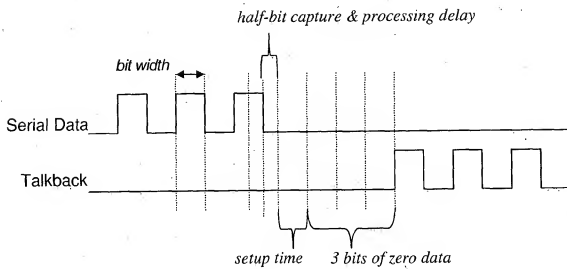 half-bit capture & processing delay
bit width
Serial Data
Talkback
setup time 3 bits of zero data